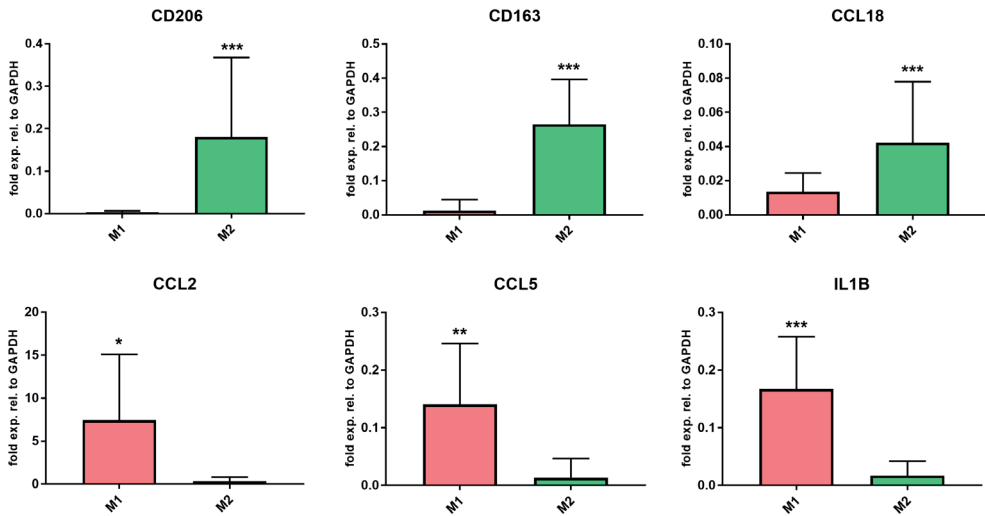 CD206
fold exp. rel. to GAPDH
0.4
0.3
0.2
0.1
0.0
***
M1
M2
CD163
fold exp. rel. to GAPDH
0.5
0.4
0.3
0.2
0.1
0.0
***
M1
M2
CCL18
fold exp. rel. to GAPDH
0.10
0.08
0.06
0.04
0.02
0.00
***
M1
M2
CCL2
fold exp. rel. to GAPDH
20
15
10
5
0
*
M1
M2
CCL5
fold exp. rel. to GAPDH
0.3
0.2
0.1
0.0
**
M1
M2
IL1B
fold exp. rel. to GAPDH
0.3
0.2
0.1
0.0
***
M1
M2